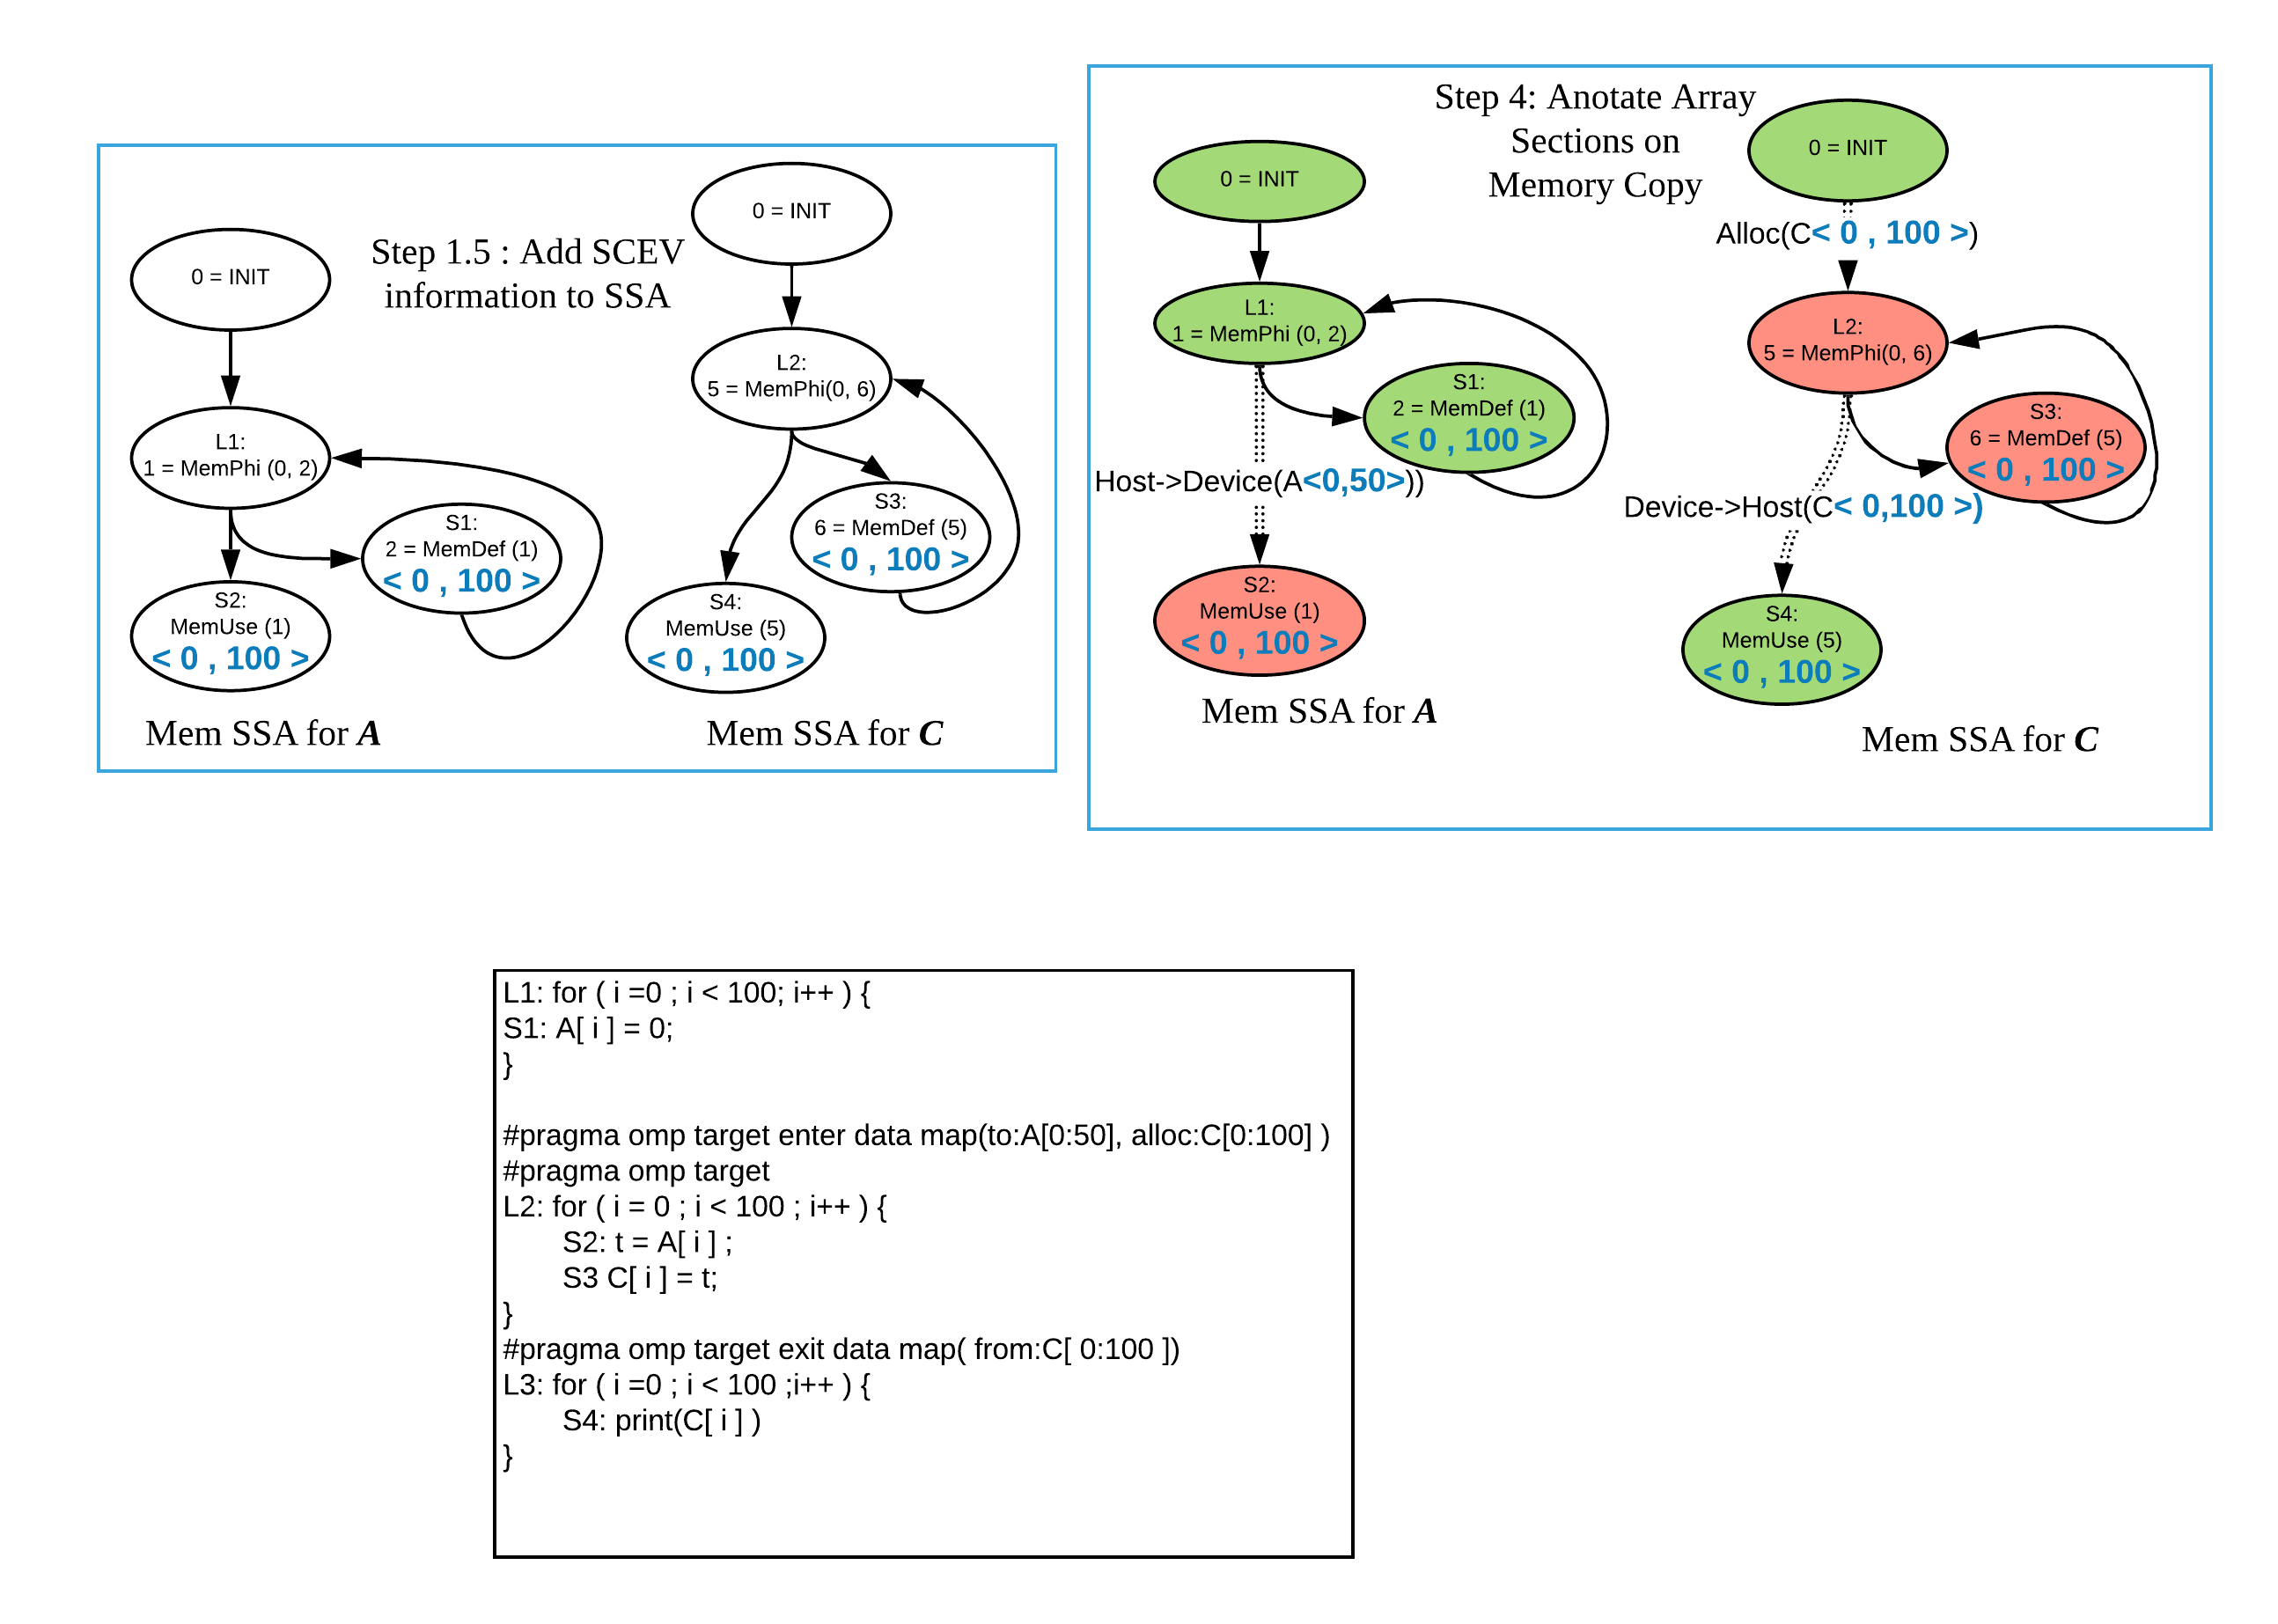 Step 1.5 : Add SCEV
information to SSA
0 = INIT
L1:
1 = MemPhi (0, 2)
S1:
2 = MemDef (1)
< 0 , 100 >
S2:
MemUse (1)
< 0 , 100 >
Mem SSA for A
0 = INIT
L2:
5 = MemPhi(0, 6)
S3:
6 = MemDef (5)
< 0 , 100 >
S4:
MemUse (5)
< 0 , 100 >
Mem SSA for C
Step 4: Anotate Array
Sections on
Memory Copy
0 = INIT
L1:
1 = MemPhi (0, 2)
S1:
2 = MemDef (1)
< 0 , 100 >
Host->Device(A<0,50>))
S2:
MemUse (1)
< 0 , 100 >
Mem SSA for A
0 = INIT
Alloc(C< 0 , 100 >)
L2:
5 = MemPhi(0, 6)
S3:
6 = MemDef (5)
< 0 , 100 >
Device->Host(C< 0,100 >)
S4:
MemUse (5)
< 0 , 100 >
Mem SSA for C
L1: for ( i =0 ; i < 100; i++ ) {
S1: A[ i ] = 0;
}
#pragma omp target enter data map(to:A[0:50], alloc:C[0:100] )
#pragma omp target
L2: for ( i = 0 ; i < 100 ; i++ ) {
S2: t = A[ i ] ;
S3 C[ i ] = t;
}
#pragma omp target exit data map( from:C[ 0:100 ])
L3: for ( i =0 ; i < 100 ;i++ ) {
S4: print(C[ i ] )
}